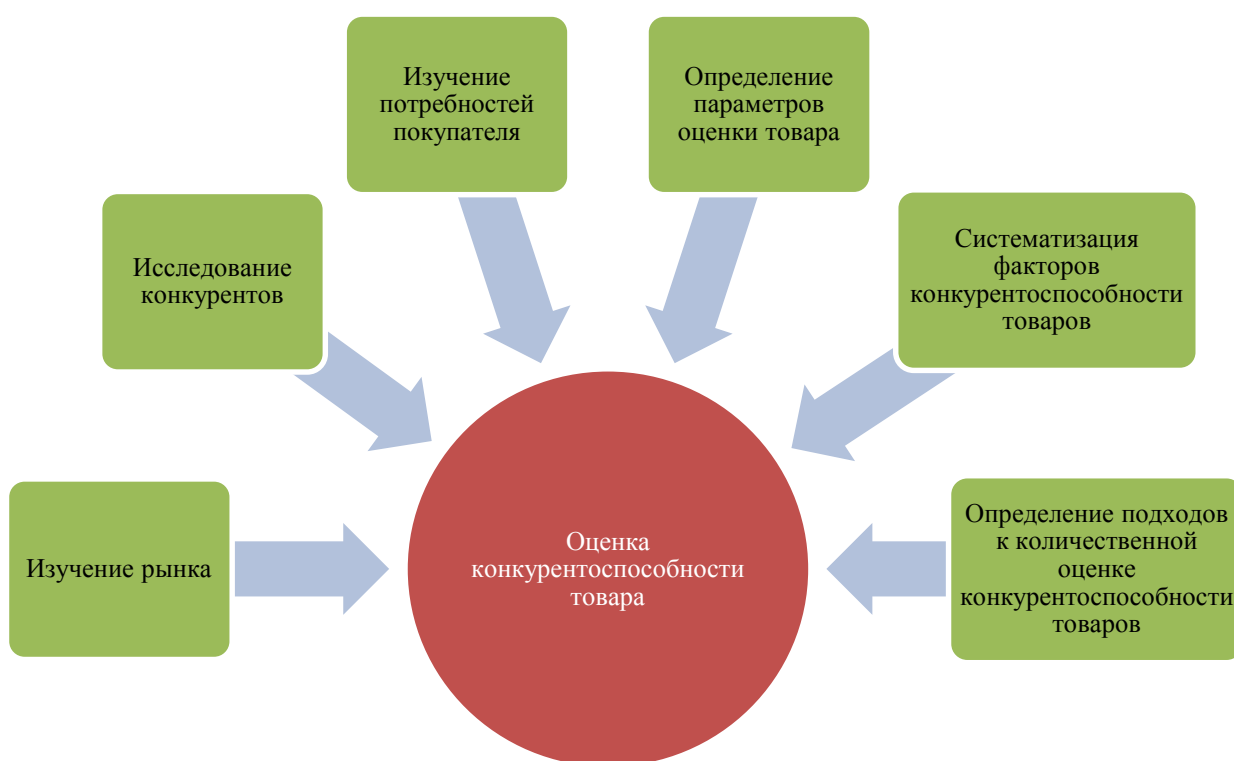 Изучение
потребностей
покупателя
Определение
параметров
оценки товара
Исследование
конкурентов
Систематизация
факторов
конкурентоспособности
товаров
Изучение рынка
Оценка
конкурентоспособности
товара
Определение подходов
к количественной
оценке
конкурентоспособности
товаров